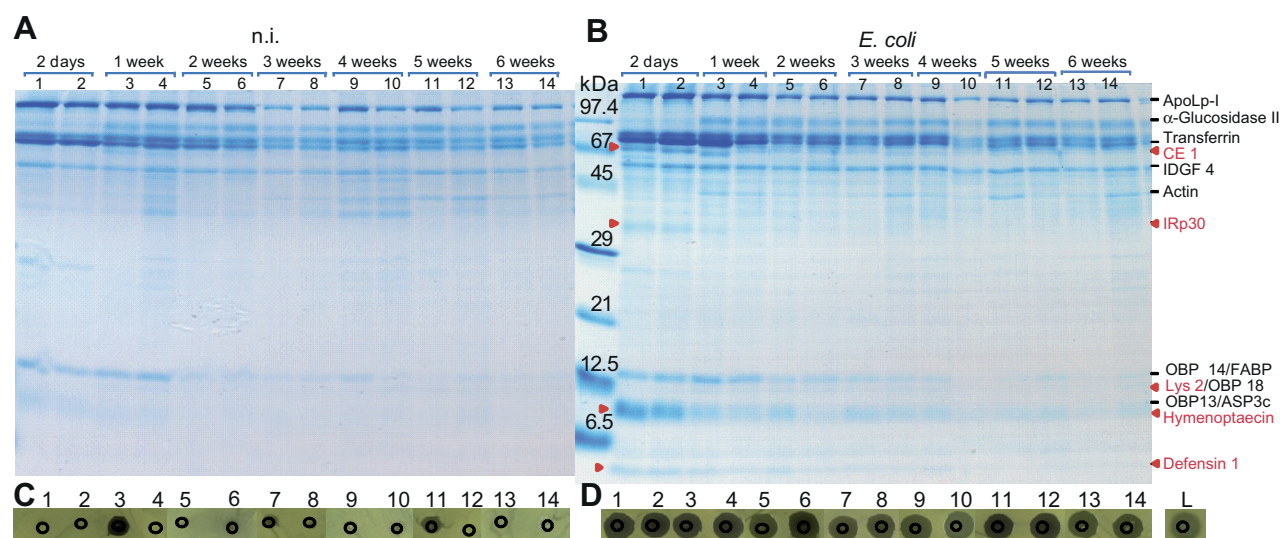 A
n.i.
2 days 1 week 2 weeks 3 weeks 4 weeks 5 weeks 6 weeks
1 2 3 4 5 6 7 8 9 10 11 12 13 14
B
E. coli
2 days 1 week 2 weeks 3 weeks 4 weeks 5 weeks 6 weeks
1 2 3 4 5 6 7 8 9 10 11 12 13 14
kDa
97.4
67
45
29
21
12.5
6.5
ApoLp-I
α-Glucosidase II
Transferrin
CE 1
IDGF 4
Actin
IRp30
OBP 14/FABP
Lys 2/OBP 18
OBP13/ASP3c
Hymenoptaecin
Defensin 1
C
1 2 3 4 5 6 7 8 9 10 11 12 13 14
D
1 2 3 4 5 6 7 8 9 10 11 12 13 14 L